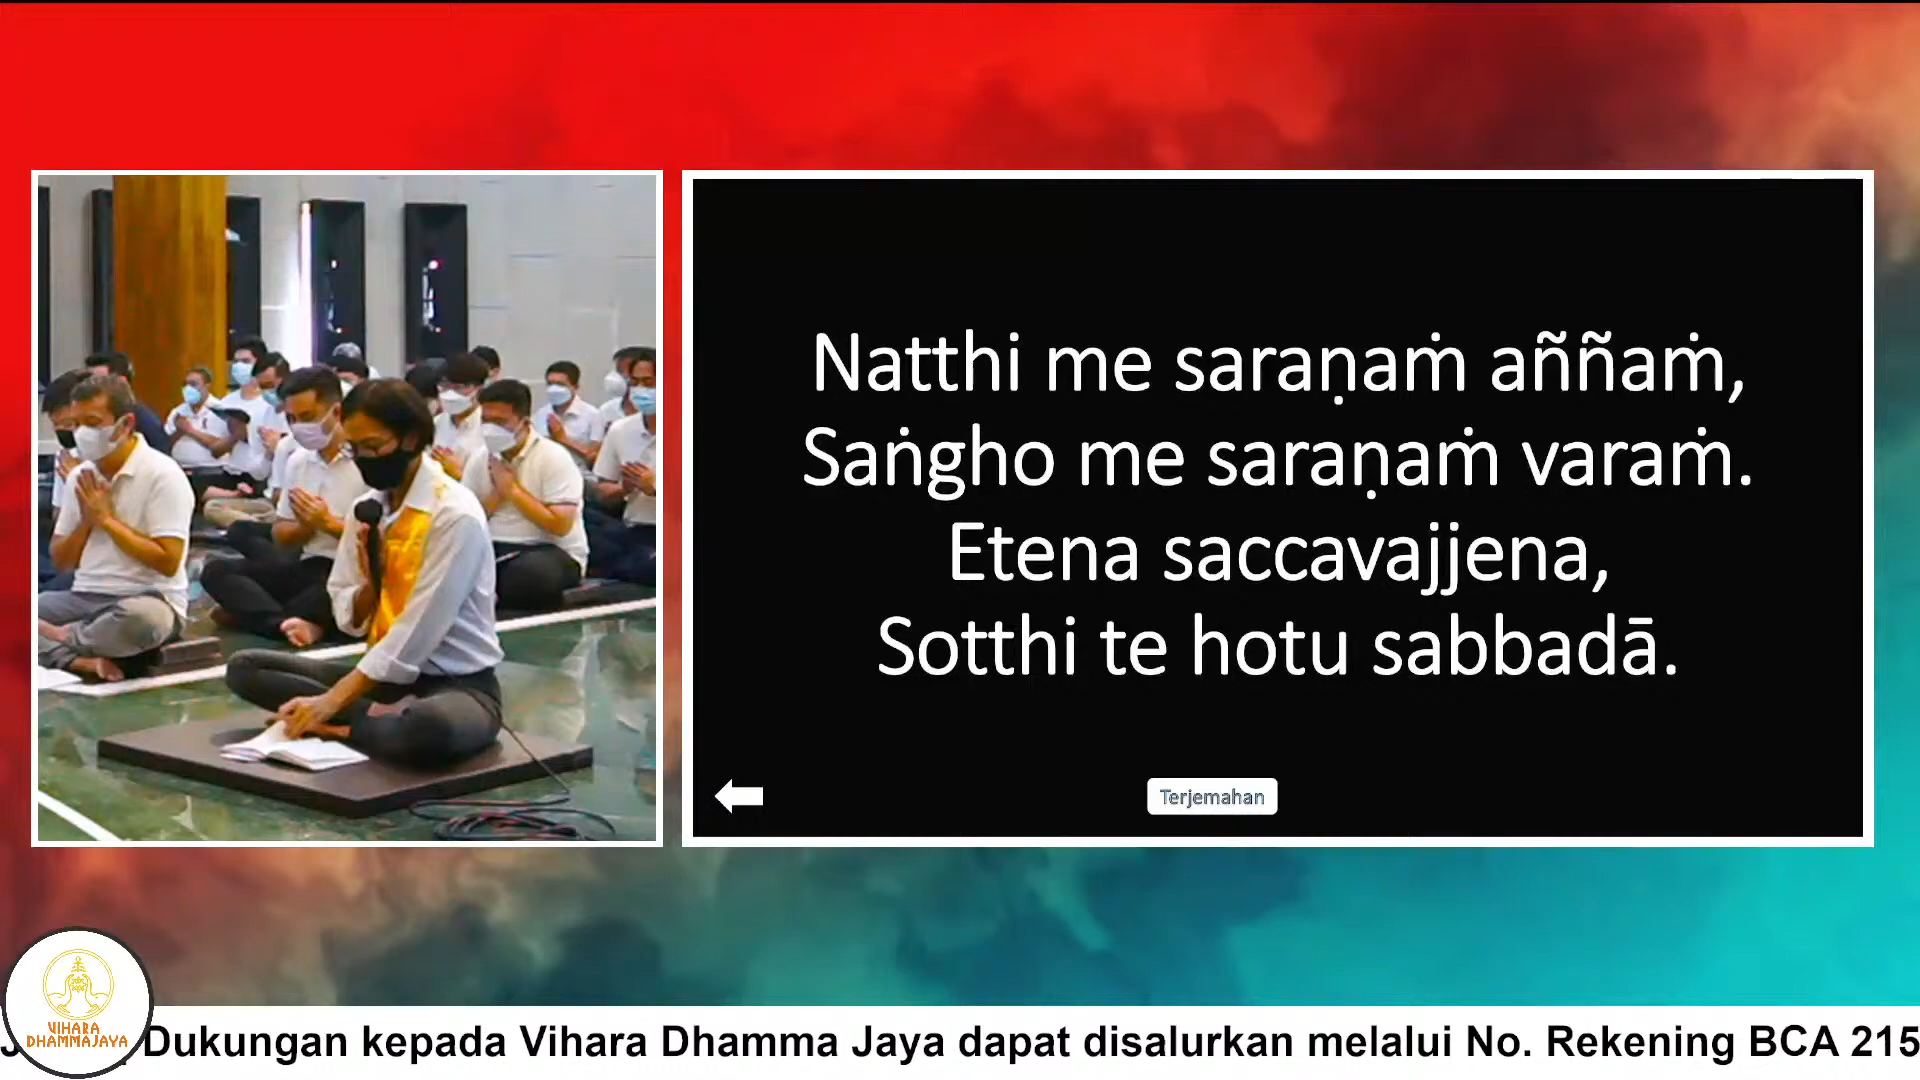 Natthi me saraṇaṁ aññaṁ,
Saṅgho me saraṇaṁ varaṁ.
Etena saccavajjena,
Sotthi te hotu sabbadā.
Terjemahan
VIHARA
DHAMMAJAYA
Dukungan kepada Vihara Dhamma Jaya dapat disalurkan melalui No. Rekening BCA 215